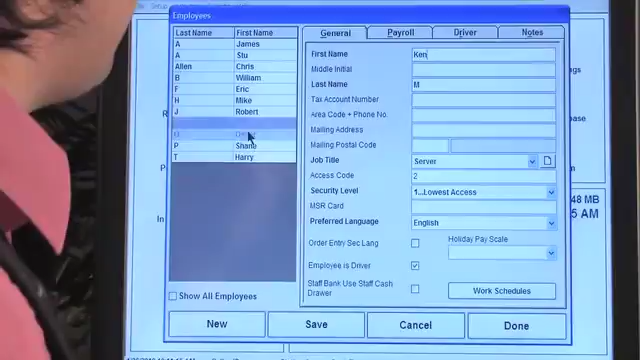 Employees
Last Name First Name
A James
A Stu
Allen Chris
B William
F Eric
H Mike
J Robert
P Shane
T Harry
Show All Employees
General Payroll Driver Notes
First Name Ken
Middle Initial
Last Name M
Tax Account Number
Area Code + Phone No.
Mailing Address
Mailing Postal Code
Job Title Server
Access Code 2
Security Level 1...Lowest Access
MSR Card
Preferred Language English
Order Entry Sec Lang Holiday Pay Scale
Employee is Driver
Staff Bank Use Staff Cash
Drawer
Work Schedules
New Save Cancel Done
48 MB
5 AM